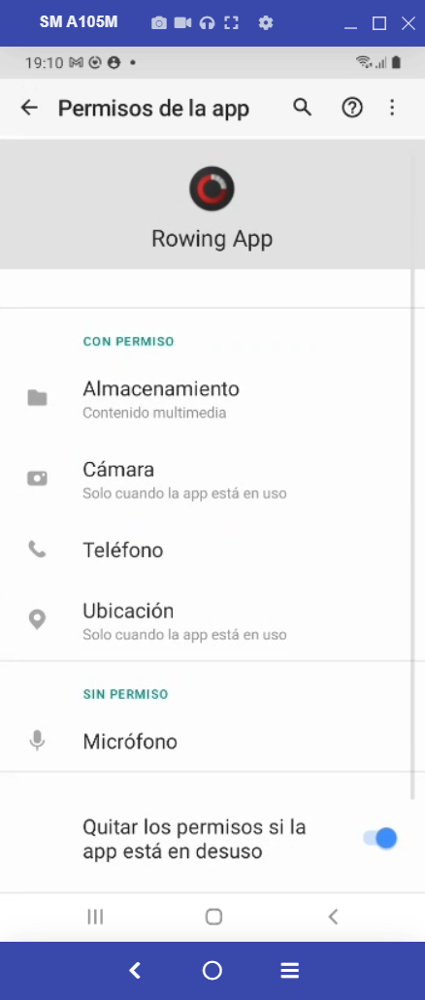 SM A105M
19:10
Permisos de la app
Rowing App
CON PERMISO
Almacenamiento
Contenido multimedia
Cámara
Solo cuando la app está en uso
Teléfono
Ubicación
Solo cuando la app está en uso
SIN PERMISO
Micrófono
Quitar los permisos si la
app está en desuso